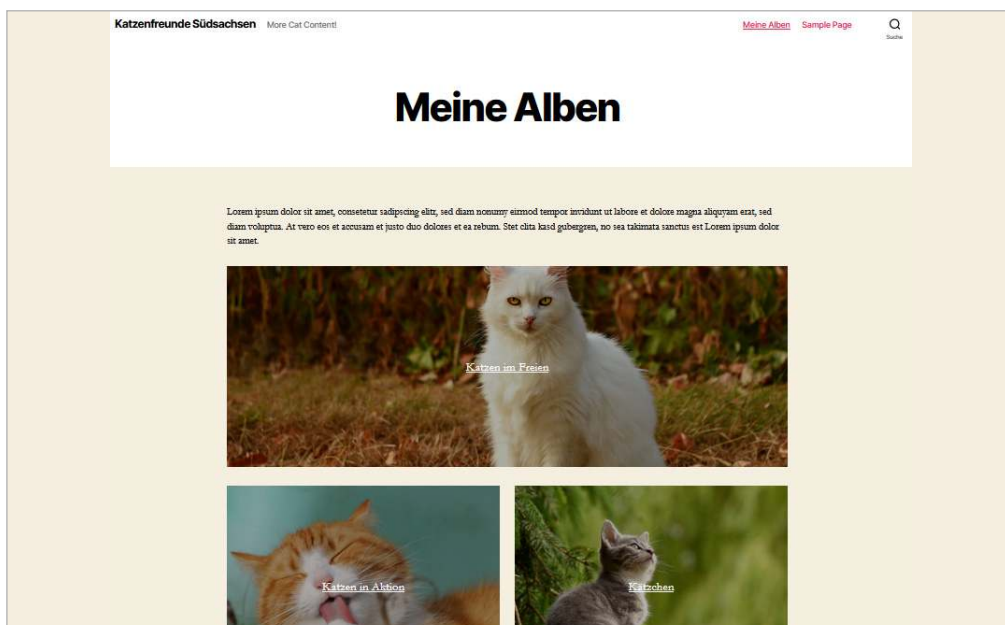 Katzenfreunde Südsachsen More Cat Content!
Meine Alben Sample Page
Suche
Meine Alben
Lorem ipsum dolor sit amet, consetetur sadipscing elitr, sed diam nonumy eirmod tempor invidunt ut labore et dolore magna aliquyam erat, sed
diam voluptua. At vero eos et accusam et justo duo dolores et ea rebum. Stet clita kasd gubergren, no sea takimata sanctus est Lorem ipsum dolor
sit amet.
Katzen im Freien
Katzen in Aktion
Kätzchen